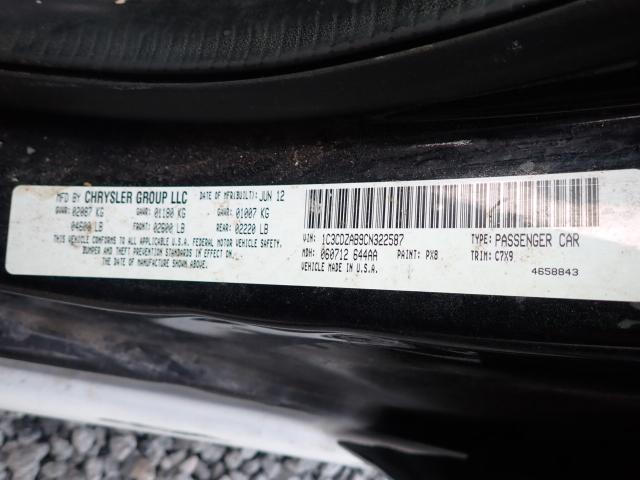 MFD BY CHRYSLER GROUP LLC DATE OF MFR(BUILT): JUN 12
GVWR: 02087 KG GAWR: 01180 KG GAWR: 01007 KG
04600 LB FRONT: 02600 LB REAR: 02220 LB
THIS VEHICLE CONFORMS TO ALL APPLICABLE U.S.A. FEDERAL MOTOR VEHICLE SAFETY,
BUMPER AND THEFT PREVENTION STANDARDS IN EFFECT ON
THE DATE OF MANUFACTURE SHOWN ABOVE.
VIN: 1C3CDZAB9CN322587 TYPE: PASSENGER CAR
MDH: 060712 644AA PAINT: PX8 TRIM: C7X9
VEHICLE MADE IN U.S.A.
4658843